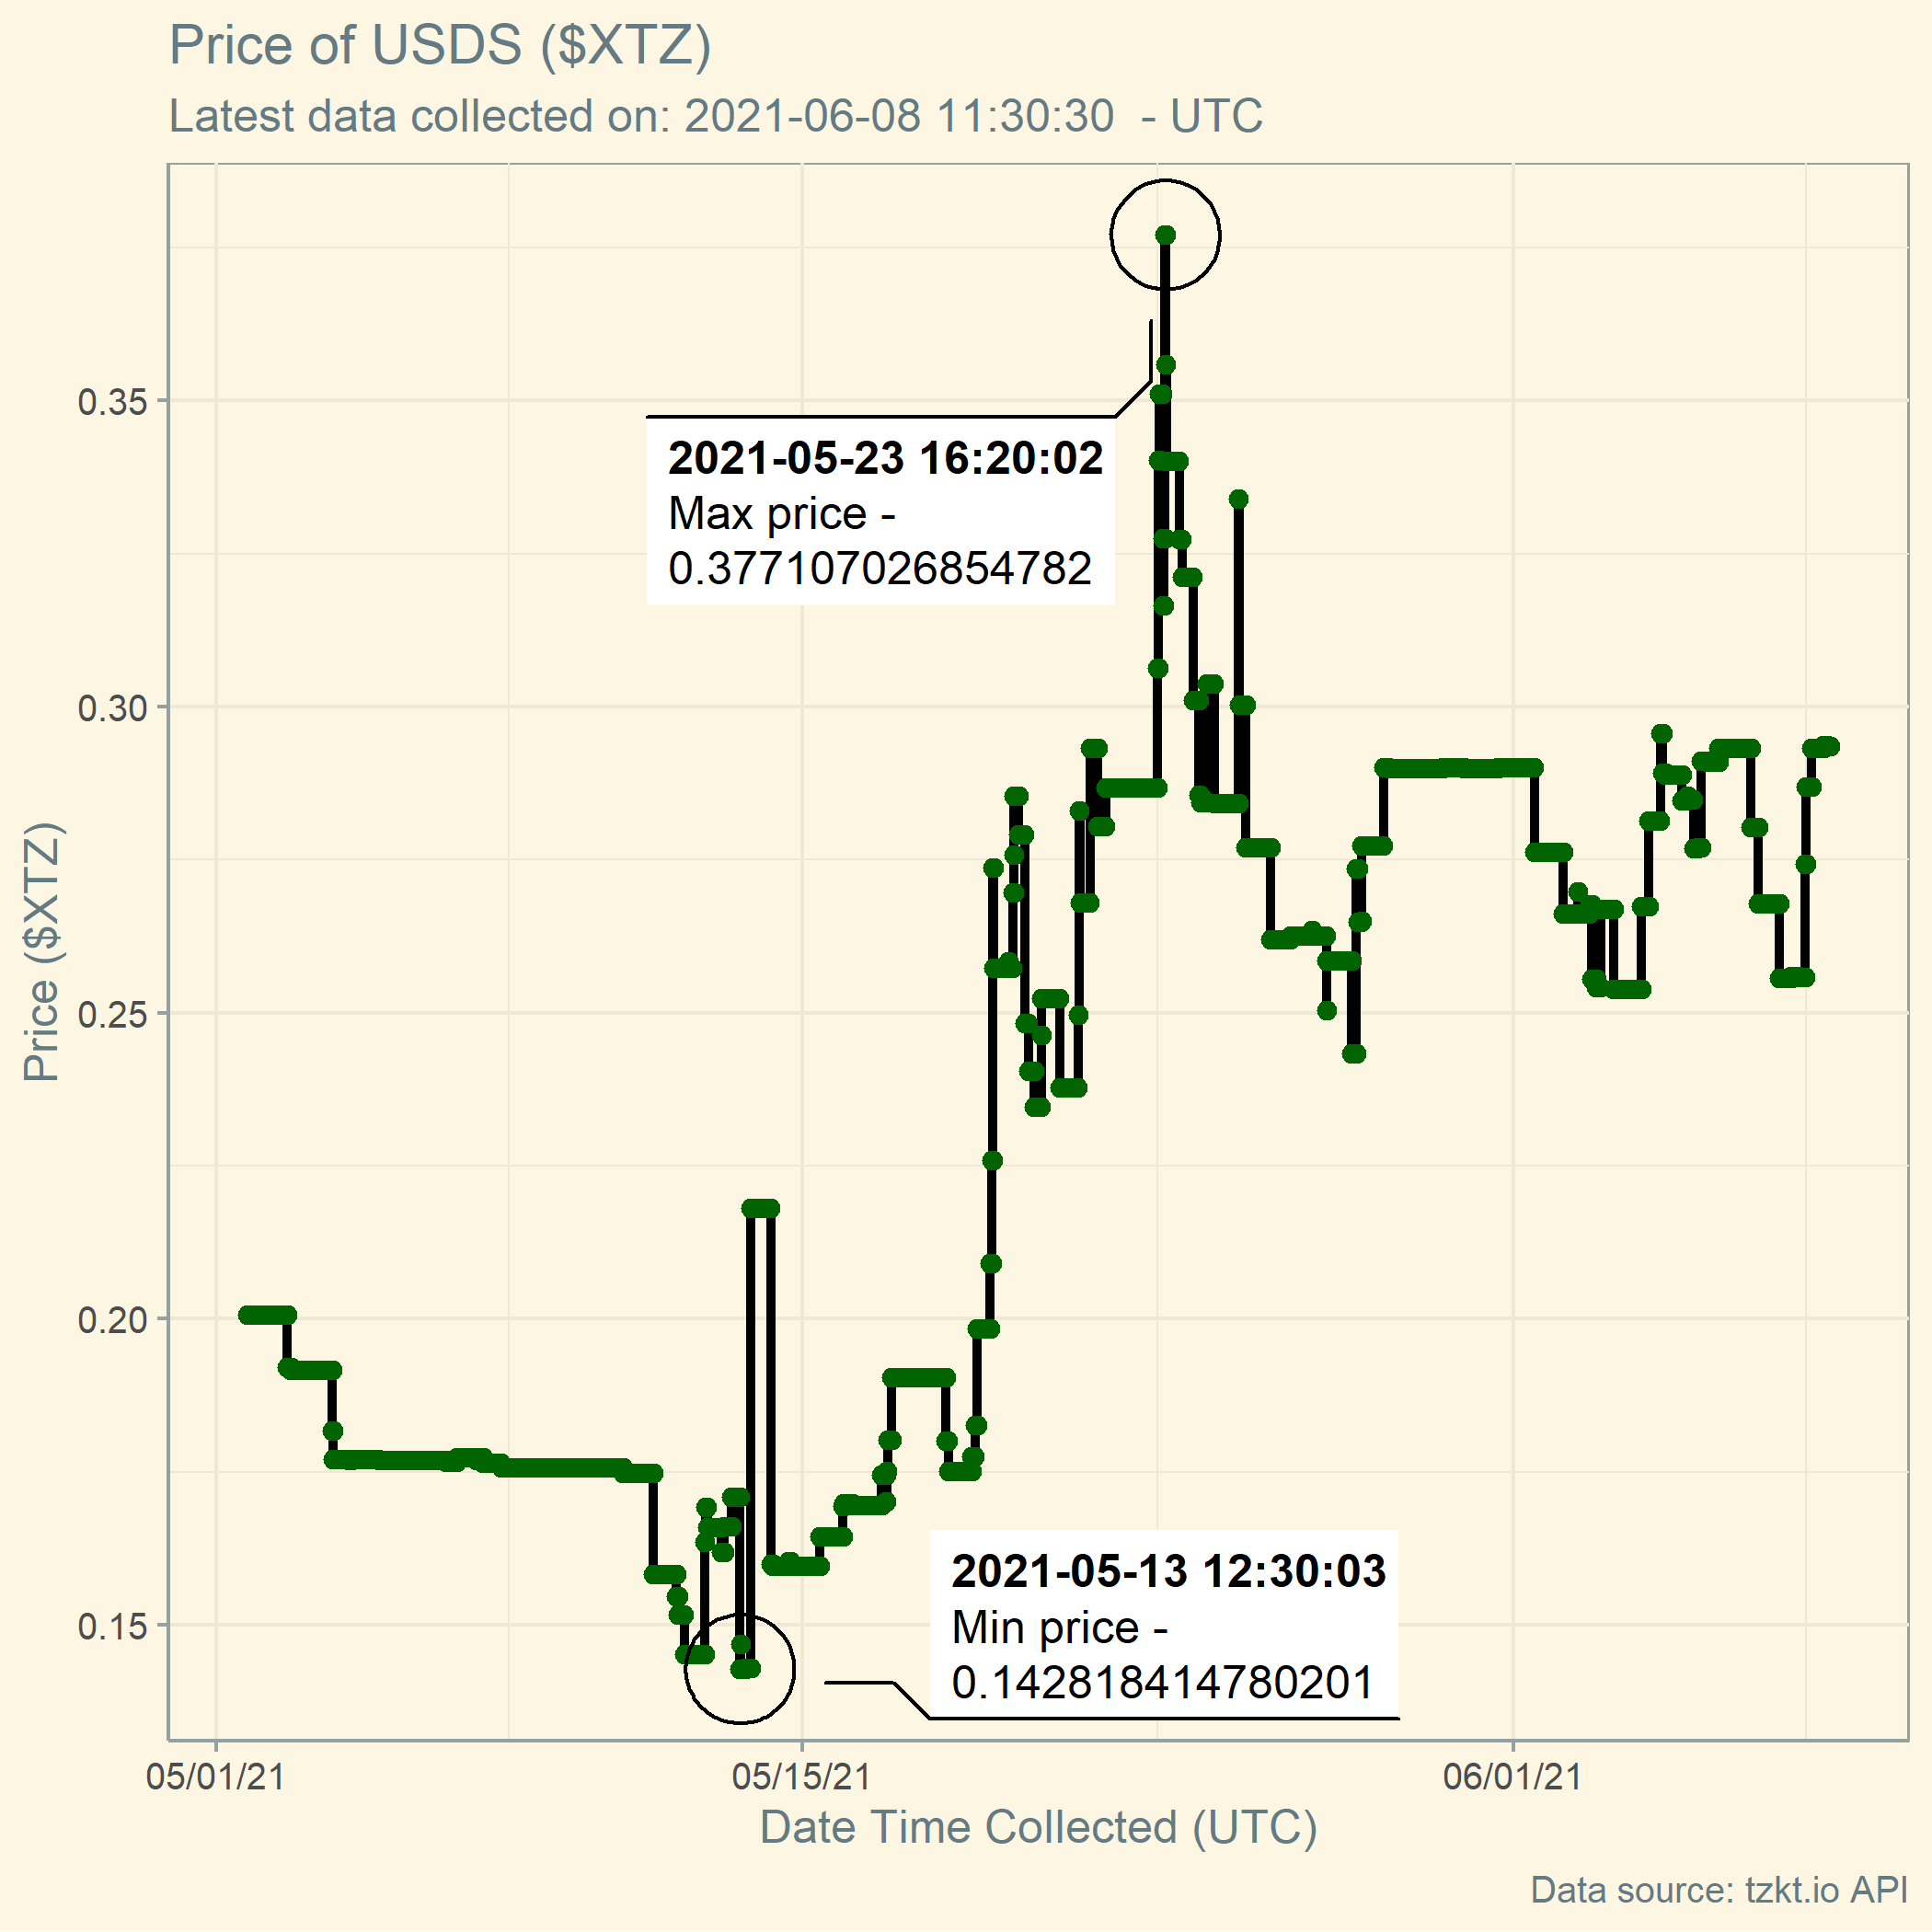 Price of USDS ($XTZ)
Latest data collected on: 2021-06-08 11:30:30  - UTC
2021-05-23 16:20:02
Max price -
0.377107026854782
0.35
0.30
0.25
0.20
0.15
Price ($XTZ)
2021-05-13 12:30:03
Min price -
0.142818414780201
05/01/21
05/15/21
06/01/21
Date Time Collected (UTC)
Data source: tzkt.io API